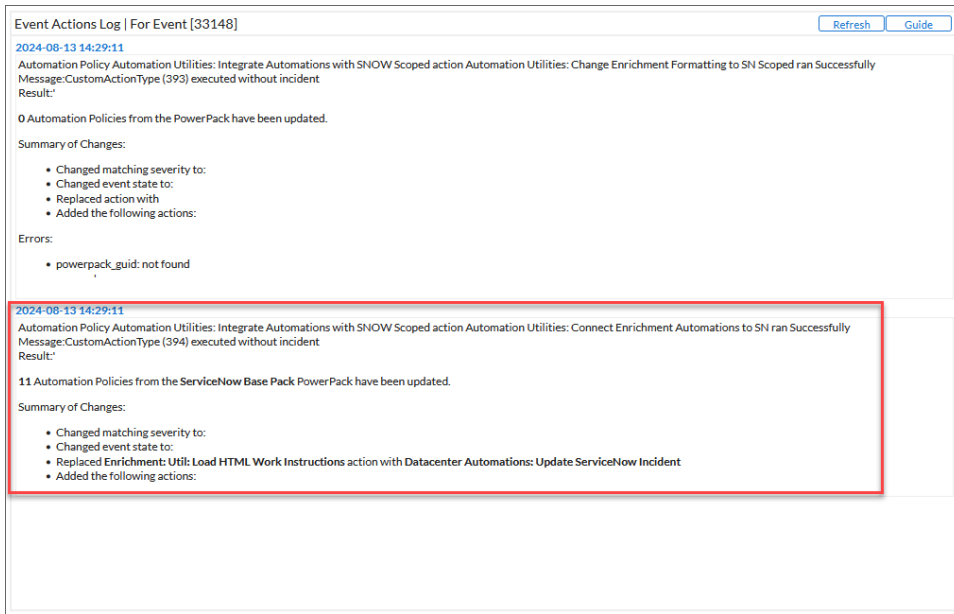 Event Actions Log | For Event [33148]
Refresh
Guide
2024-08-13 14:29:11
Automation Policy Automation Utilities: Integrate Automations with SNOW Scoped action Automation Utilities: Change Enrichment Formatting to SN Scoped ran Successfully
Message:CustomActionType (393) executed without incident
Result:'
0 Automation Policies from the PowerPack have been updated.
Summary of Changes:
• Changed matching severity to:
• Changed event state to:
• Replaced action with
• Added the following actions:
Errors:
• powerpack_guid: not found
'
2024-08-13 14:29:11
Automation Policy Automation Utilities: Integrate Automations with SNOW Scoped action Automation Utilities: Connect Enrichment Automations to SN ran Successfully
Message:CustomActionType (394) executed without incident
Result:'
11 Automation Policies from the ServiceNow Base Pack PowerPack have been updated.
Summary of Changes:
• Changed matching severity to:
• Changed event state to:
• Replaced Enrichment: Util: Load HTML Work Instructions action with Datacenter Automations: Update ServiceNow Incident
• Added the following actions: